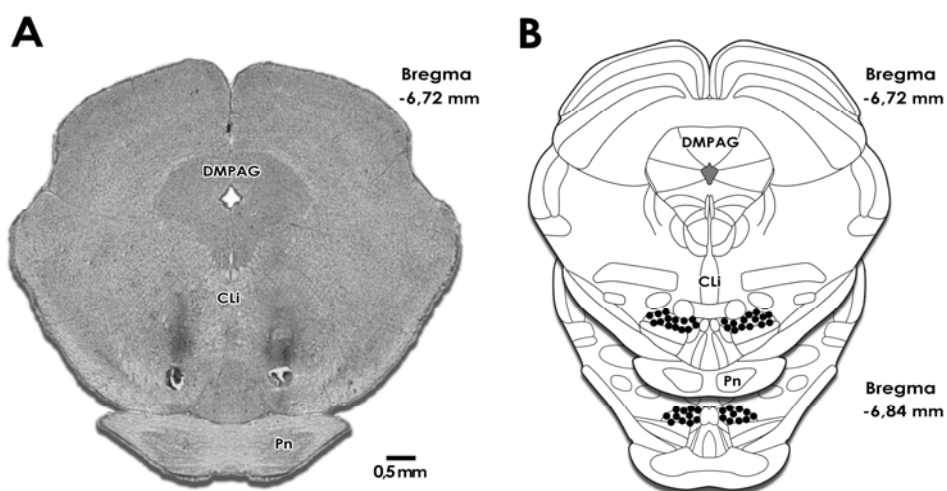 A
Bregma
-6,72 mm
DMPAG
CLi
Pn
0,5 mm
B
Bregma
-6,72 mm
DMPAG
CLi
Pn
Bregma
-6,84 mm